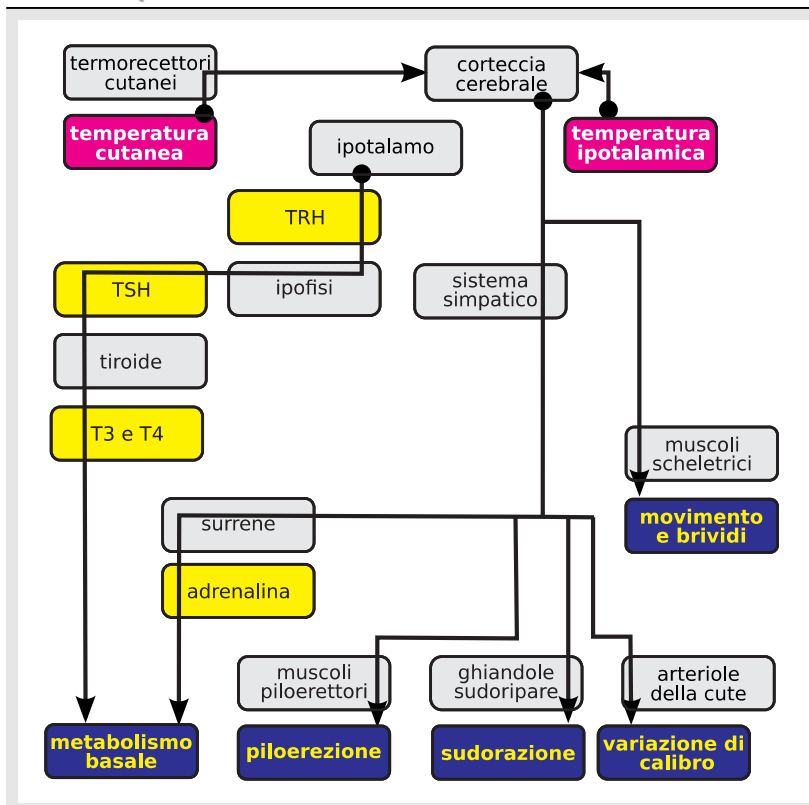 termorecettori
cutanei
corteccia
cerebrale
temperatura
cutanea
ipotalamo
temperatura
ipotalamica
TRH
TSH
ipofisi
sistema
simpatico
tiroide
T3 e T4
muscoli
scheletrici
surrene
movimento
e brividi
adrenalina
muscoli
piloerettori
ghiandole
sudoripare
arteriole
della cute
metabolismo
basale
piloerezione
sudorazione
variazione di
calibro